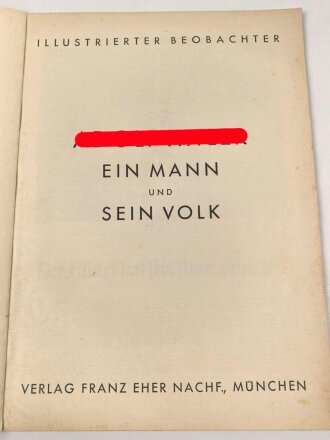 ILLUSTRIERTER BEOBACHTER
EIN MANN
UND
SEIN VOLK
VERLAG FRANZ EHER NACHF., MÜNCHEN